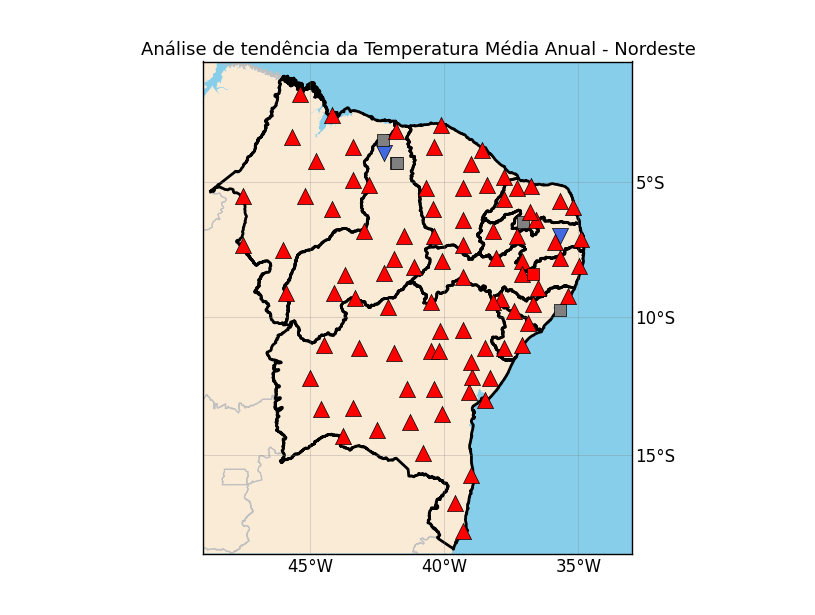 Análise de tendência da Temperatura Média Anual - Nordeste
5°S
10°S
15°S
45°W 40°W 35°W